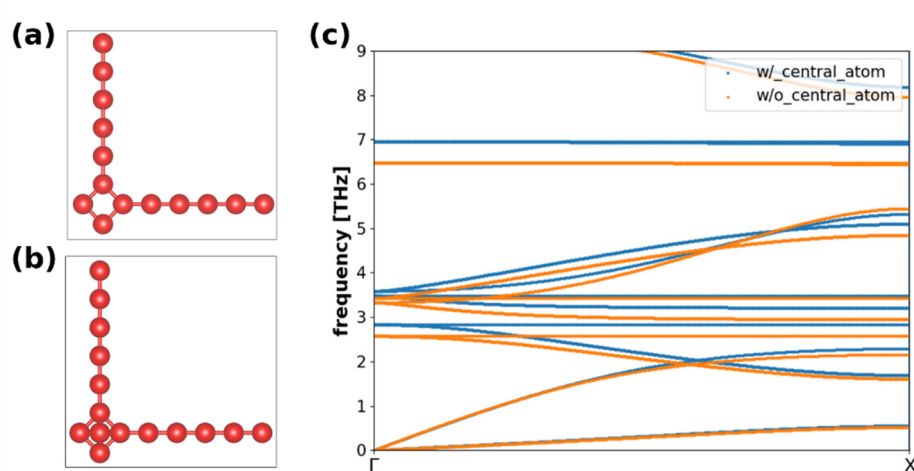 (a)
(b)
(c)
frequency [THz]
9
8
7
6
5
4
3
2
1
0
Γ
X
w/_central_atom
w/o_central_atom